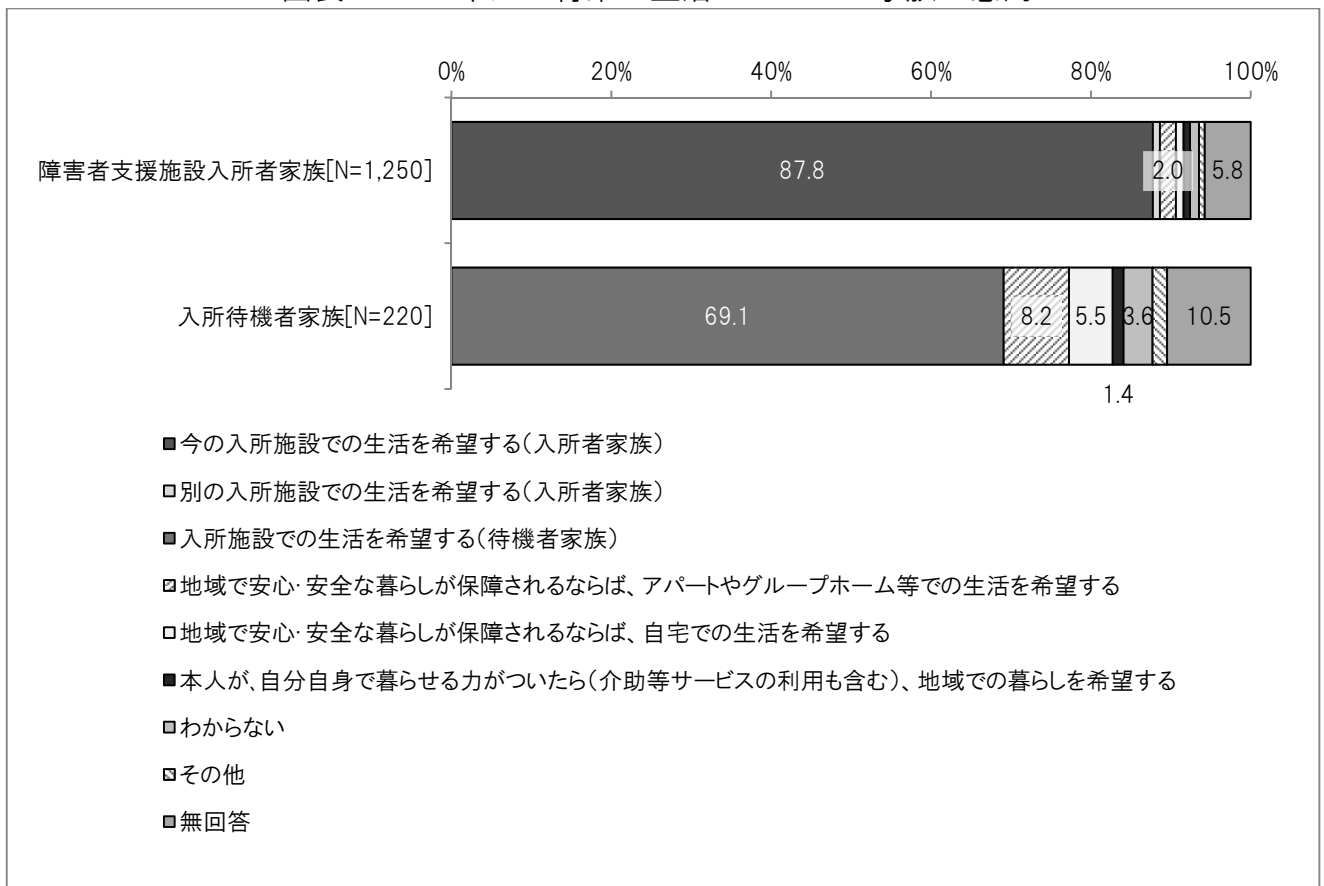 0%
20%
40%
60%
80%
100%
障害者支援施設入所者家族[N=1,250]
87.8
2.0
5.8
入所待機者家族[N=220]
69.1
8.2
5.5
3.6
10.5
1.4
今の入所施設での生活を希望する(入所者家族)
別の入所施設での生活を希望する(入所者家族)
入所施設での生活を希望する(待機者家族)
地域で安心・安全な暮らしが保障されるならば、アパートやグループホーム等での生活を希望する
地域で安心・安全な暮らしが保障されるならば、自宅での生活を希望する
本人が、自分自身で暮らせる力がついたら(介助等サービスの利用も含む)、地域での暮らしを希望する
わからない
その他
無回答